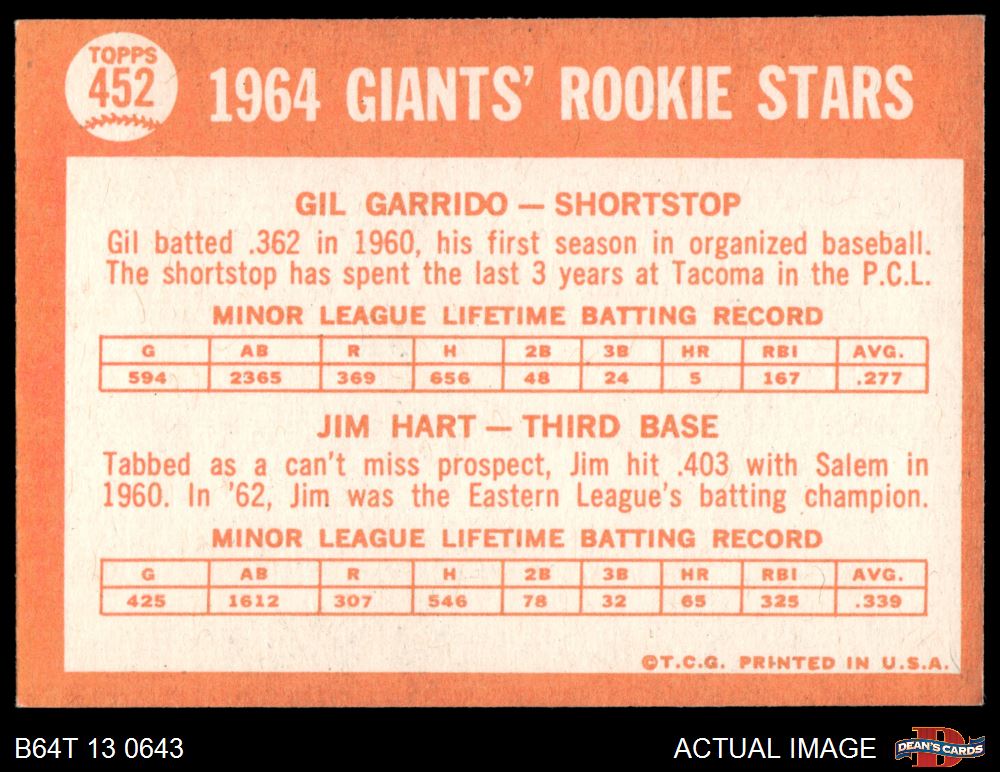 TOPPS
452
1964 GIANTS' ROOKIE STARS
GIL GARRIDO — SHORTSTOP
Gil batted .362 in 1960, his first season in organized baseball.
The shortstop has spent the last 3 years at Tacoma in the P.C.L.
MINOR LEAGUE LIFETIME BATTING RECORD
G AB R H 2B 3B HR RBI AVG.
594 2365 369 656 48 24 5 167 .277
JIM HART — THIRD BASE
Tabbed as a can't miss prospect, Jim hit .403 with Salem in
1960. In '62, Jim was the Eastern League's batting champion.
MINOR LEAGUE LIFETIME BATTING RECORD
G AB R H 2B 3B HR RBI AVG.
425 1612 307 546 78 32 65 325 .339
©T.C.G. PRINTED IN U.S.A.
B64T 13 0643
ACTUAL IMAGE
D
DEAN'S CARDS